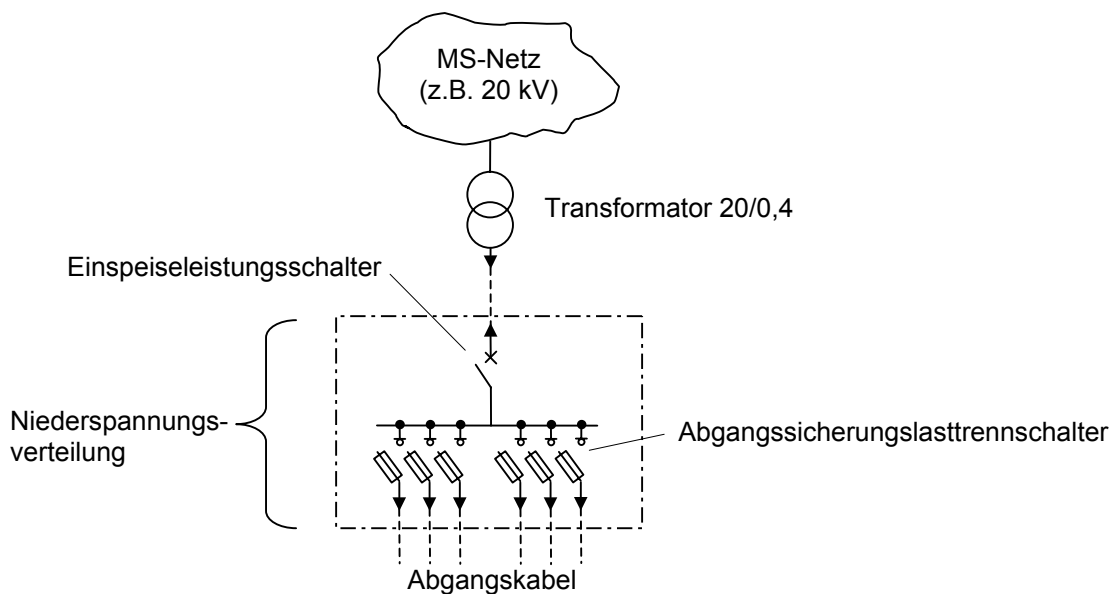 MS-Netz
(z.B. 20 kV)
Transformator 20/0,4
Einspeiseleistungsschalter
Niederspannungs-
verteilung
Abgangssicherungslasttrennschalter
Abgangskabel